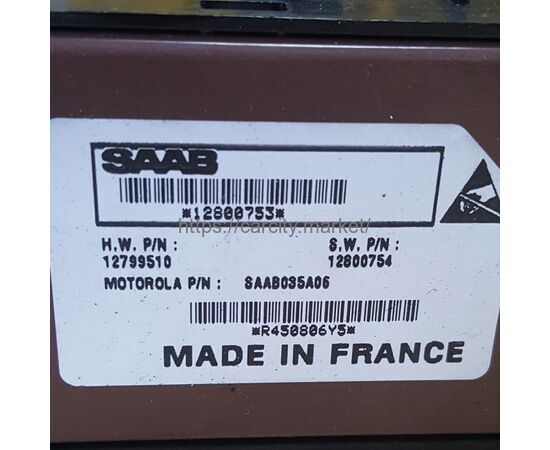 SAAB
*12800753*
https://carcity.market/
H.W. P/N : S.W. P/N :
12799510 12800754
MOTOROLA P/N : SAAB035A06
*R450806Y5*
MADE IN FRANCE